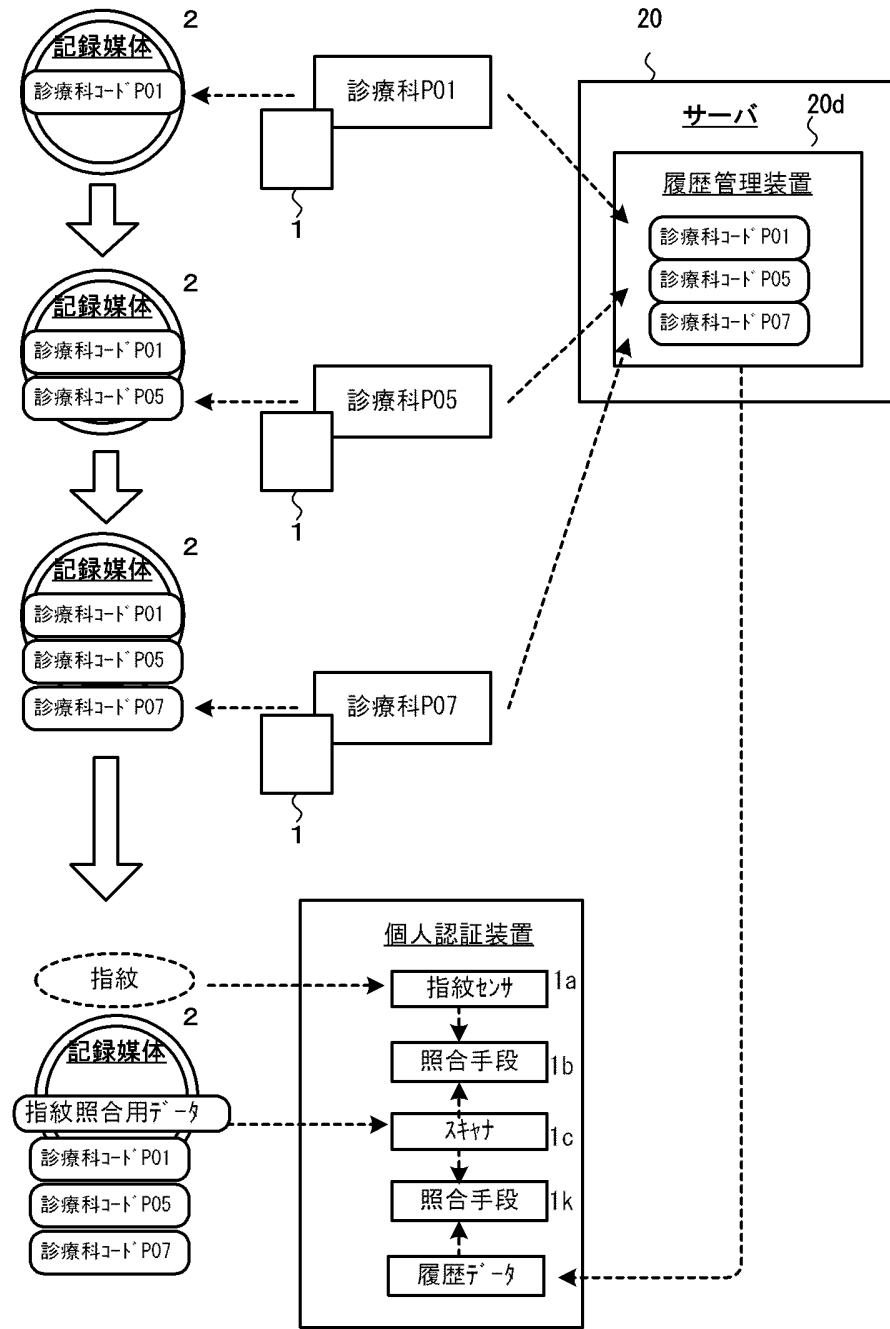 2
記録媒体
診療科ｺｰﾄﾞP01
診療科P01
1
20
サーバ
20d
履歴管理装置
診療科ｺｰﾄﾞP01
診療科ｺｰﾄﾞP05
診療科ｺｰﾄﾞP07
2
記録媒体
診療科ｺｰﾄﾞP01
診療科ｺｰﾄﾞP05
診療科P05
1
2
記録媒体
診療科ｺｰﾄﾞP01
診療科ｺｰﾄﾞP05
診療科ｺｰﾄﾞP07
診療科P07
1
個人認証装置
指紋
指紋ｾﾝｻ
1a
2
記録媒体
照合手段
1b
指紋照合用ﾃﾞｰﾀ
ｽｷｬﾅ
1c
診療科ｺｰﾄﾞP01
診療科ｺｰﾄﾞP05
照合手段
1k
診療科ｺｰﾄﾞP07
履歴ﾃﾞｰﾀ